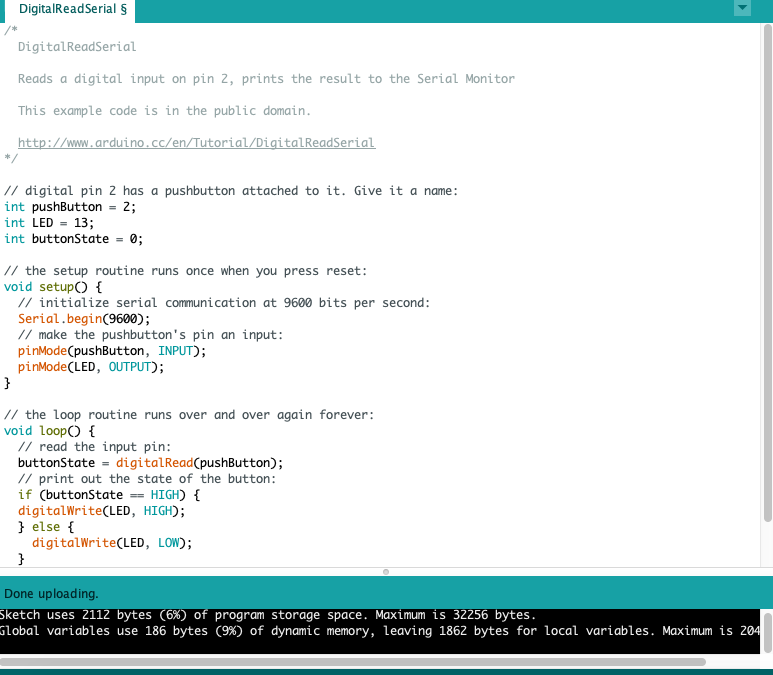 DigitalReadSerial §
/*
  DigitalReadSerial

  Reads a digital input on pin 2, prints the result to the Serial Monitor

  This example code is in the public domain.

  http://www.arduino.cc/en/Tutorial/DigitalReadSerial
*/

// digital pin 2 has a pushbutton attached to it. Give it a name:
int pushButton = 2;
int LED = 13;
int buttonState = 0;

// the setup routine runs once when you press reset:
void setup() {
  // initialize serial communication at 9600 bits per second:
  Serial.begin(9600);
  // make the pushbutton's pin an input:
  pinMode(pushButton, INPUT);
  pinMode(LED, OUTPUT);
}

// the loop routine runs over and over again forever:
void loop() {
  // read the input pin:
  buttonState = digitalRead(pushButton);
  // print out the state of the button:
  if (buttonState == HIGH) {
  digitalWrite(LED, HIGH);
  } else {
    digitalWrite(LED, LOW);
  }
Done uploading.
Sketch uses 2112 bytes (6%) of program storage space. Maximum is 32256 bytes.
Global variables use 186 bytes (9%) of dynamic memory, leaving 1862 bytes for local variables. Maximum is 204